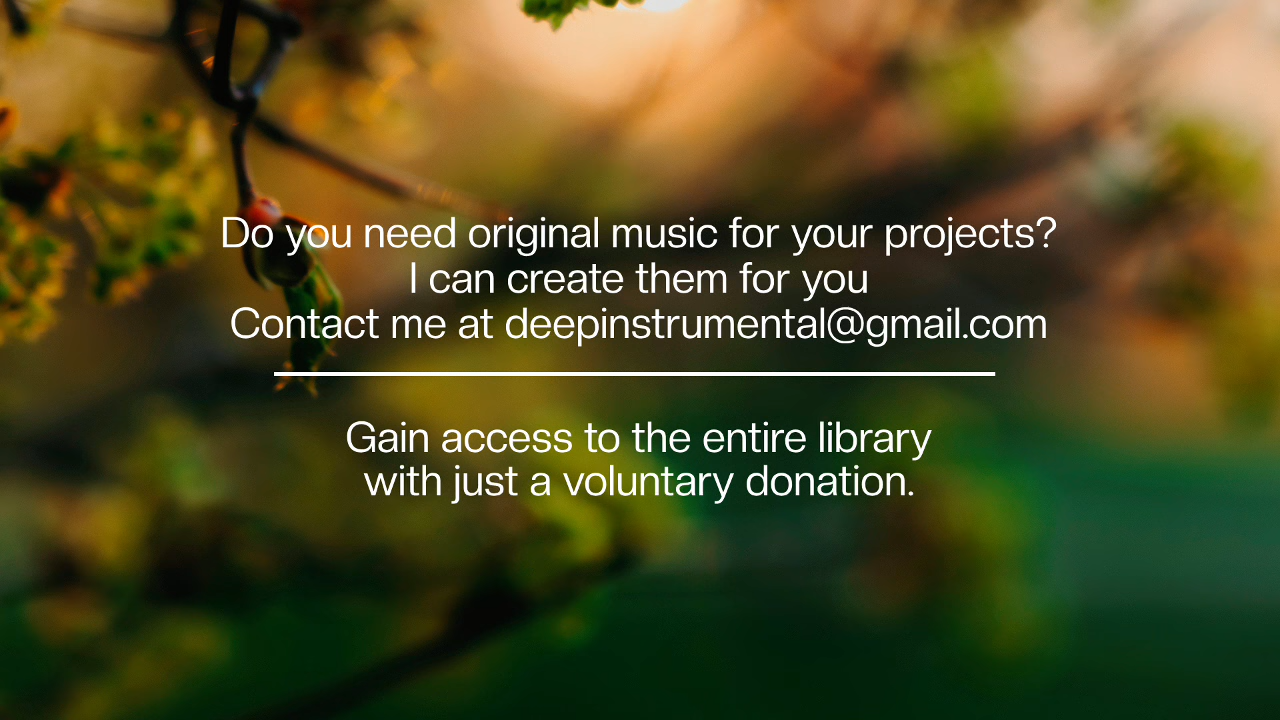 Do you need original music for your projects?
I can create them for you
Contact me at deepinstrumental@gmail.com
Gain access to the entire library
with just a voluntary donation.